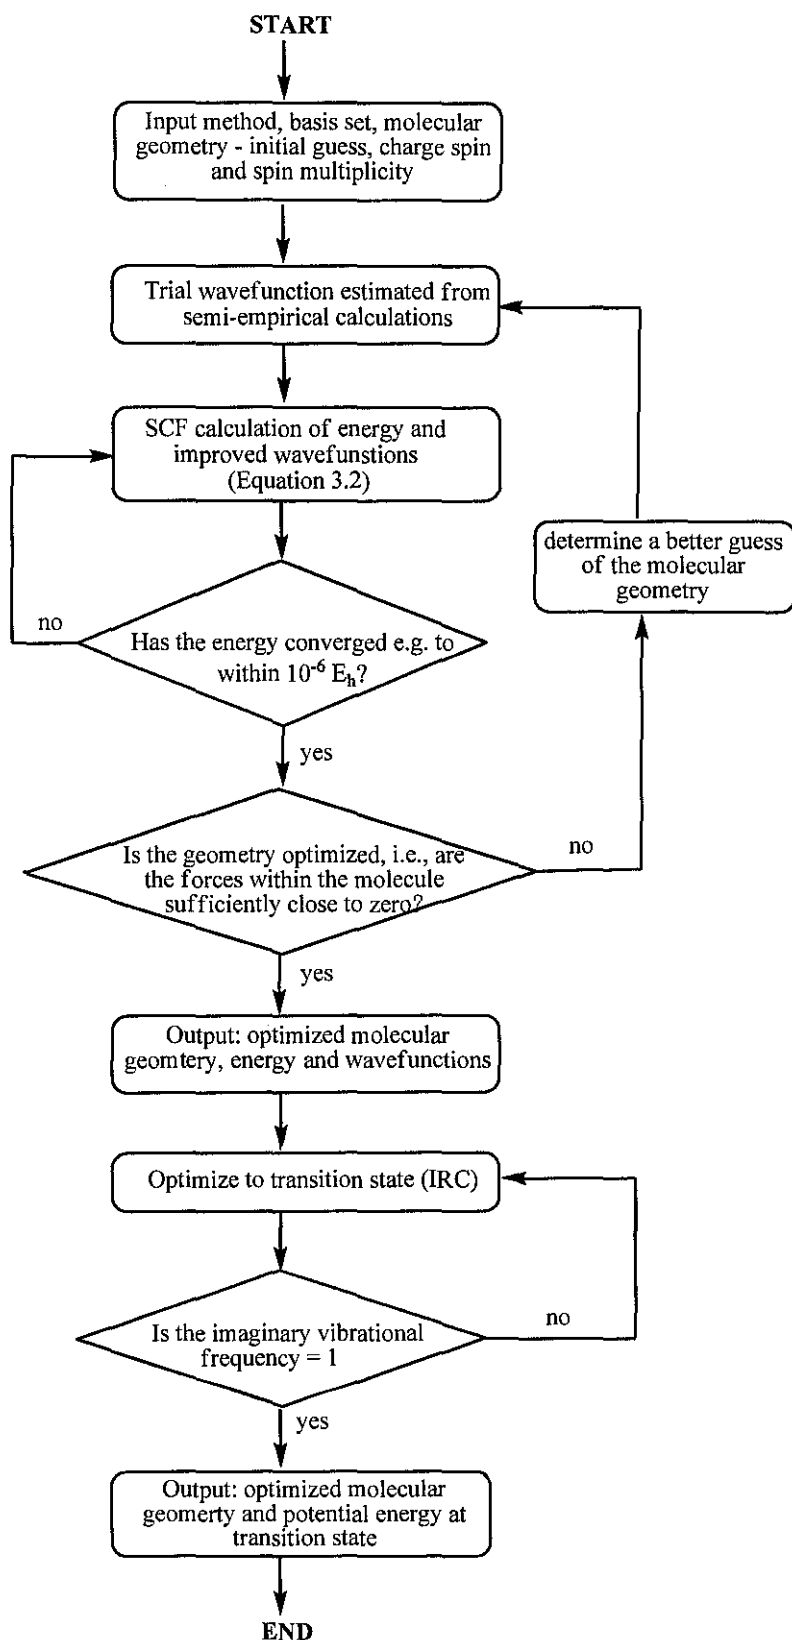 START
Input method, basis set, molecular
geometry - initial guess, charge spin
and spin multiplicity
Trial wavefunction estimated from
semi-empirical calculations
SCF calculation of energy and
improved wavefunstions
(Equation 3.2)
determine a better guess
of the molecular
geometry
no
Has the energy converged e.g. to
within 10⁻⁶ Eₕ?
yes
Is the geometry optimized, i.e., are
the forces within the molecule
sufficiently close to zero?
no
yes
Output: optimized molecular
geomtery, energy and wavefunctions
Optimize to transition state (IRC)
Is the imaginary vibrational
frequency = 1
no
yes
Output: optimized molecular
geomerty and potential energy at
transition state
END